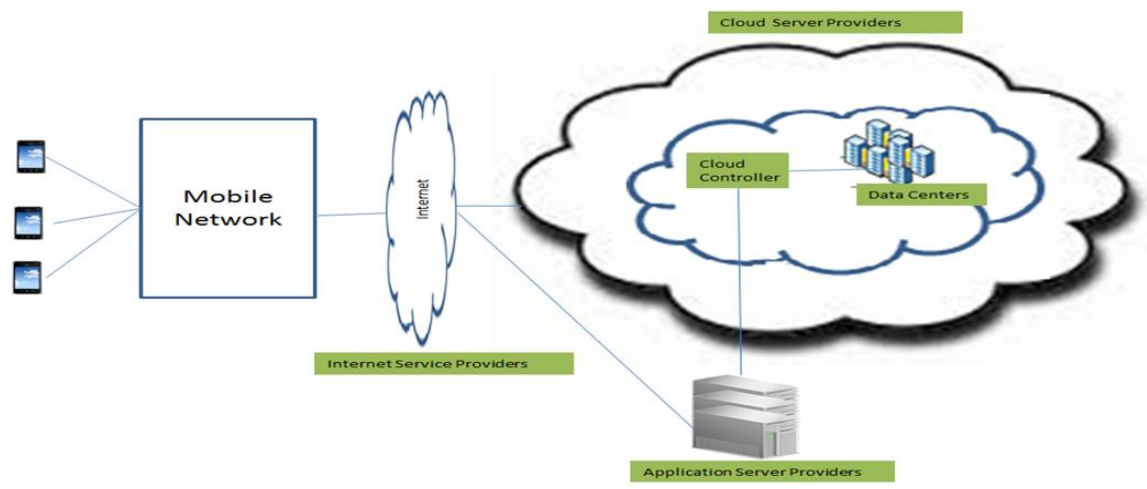 Cloud Server Providers
Mobile
Network
Internet
Cloud
Controller
Data Centers
Internet Service Providers
Application Server Providers